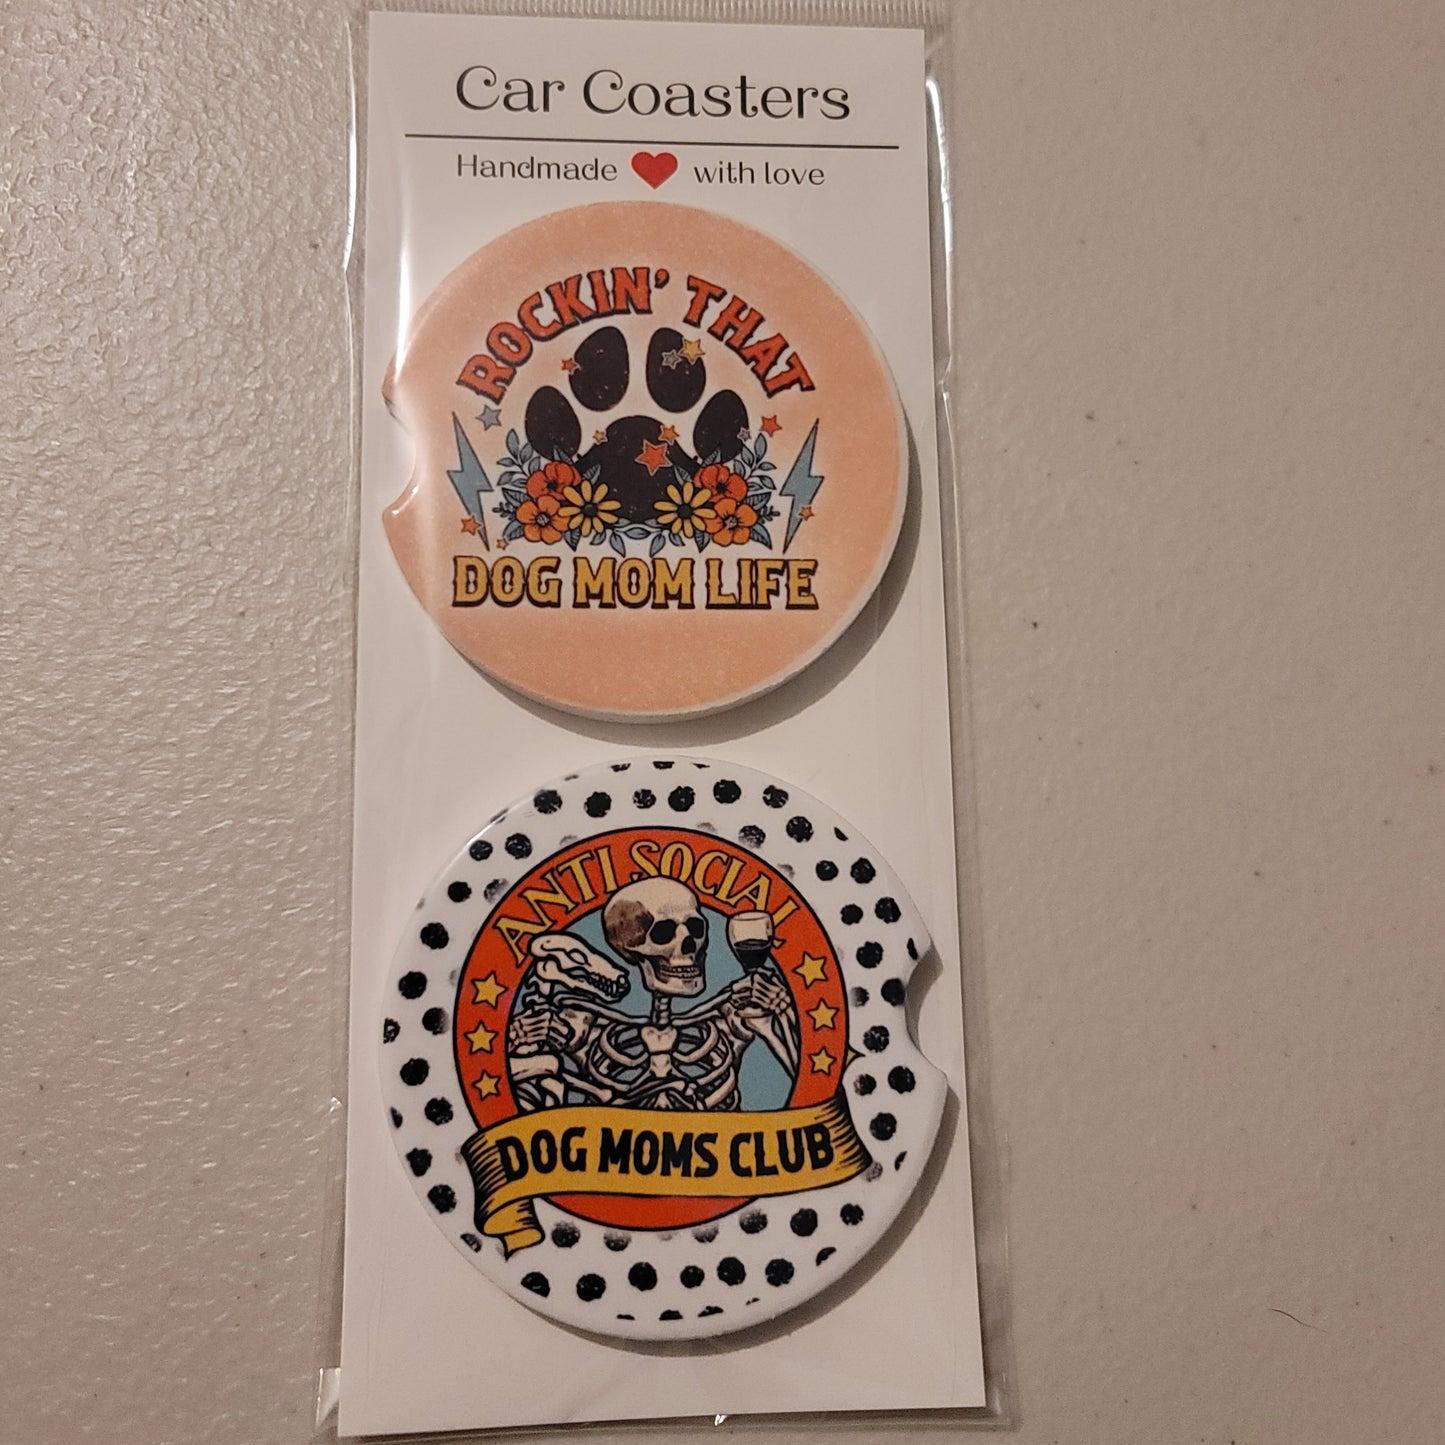 Car Coasters
Handmade ❤ with love
ROCKIN' THAT
DOG MOM LIFE
ANTI SOCIAL
DOG MOMS CLUB